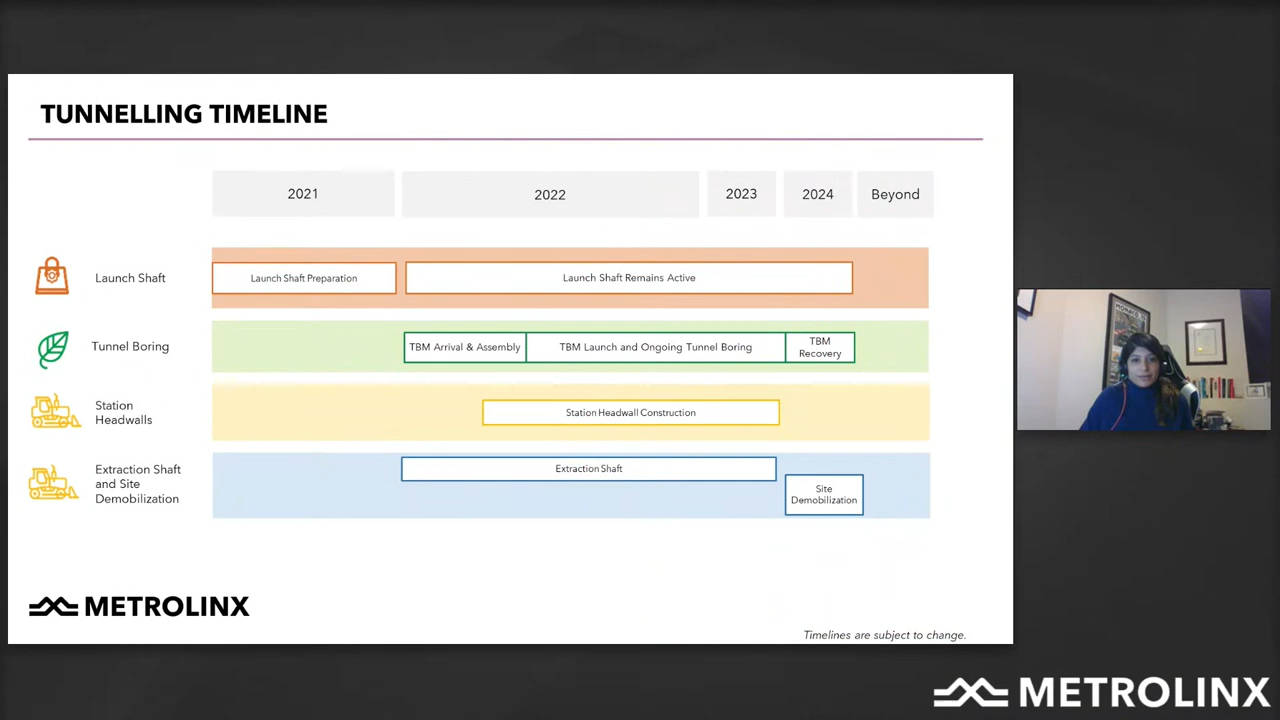 TUNNELLING TIMELINE
2021
2022
2023
2024
Beyond
Launch Shaft
Launch Shaft Preparation
Launch Shaft Remains Active
Tunnel Boring
TBM Arrival & Assembly
TBM Launch and Ongoing Tunnel Boring
TBM
Recovery
Station
Headwalls
Station Headwall Construction
Extraction Shaft
and Site
Demobilization
Extraction Shaft
Site
Demobilization
METROLINX
Timelines are subject to change.
METROLINX